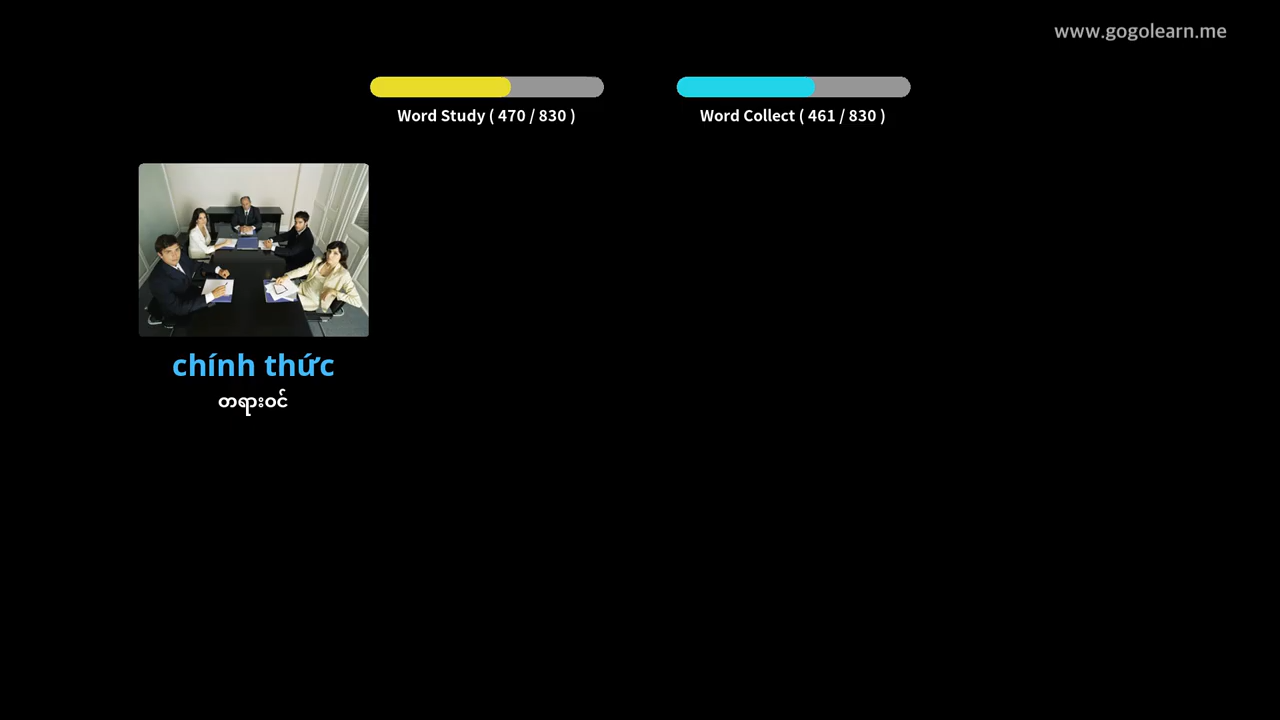 www.gogolearn.me
Word Study ( 470 / 830 )
Word Collect ( 461 / 830 )
chính thức
တရားဝင်